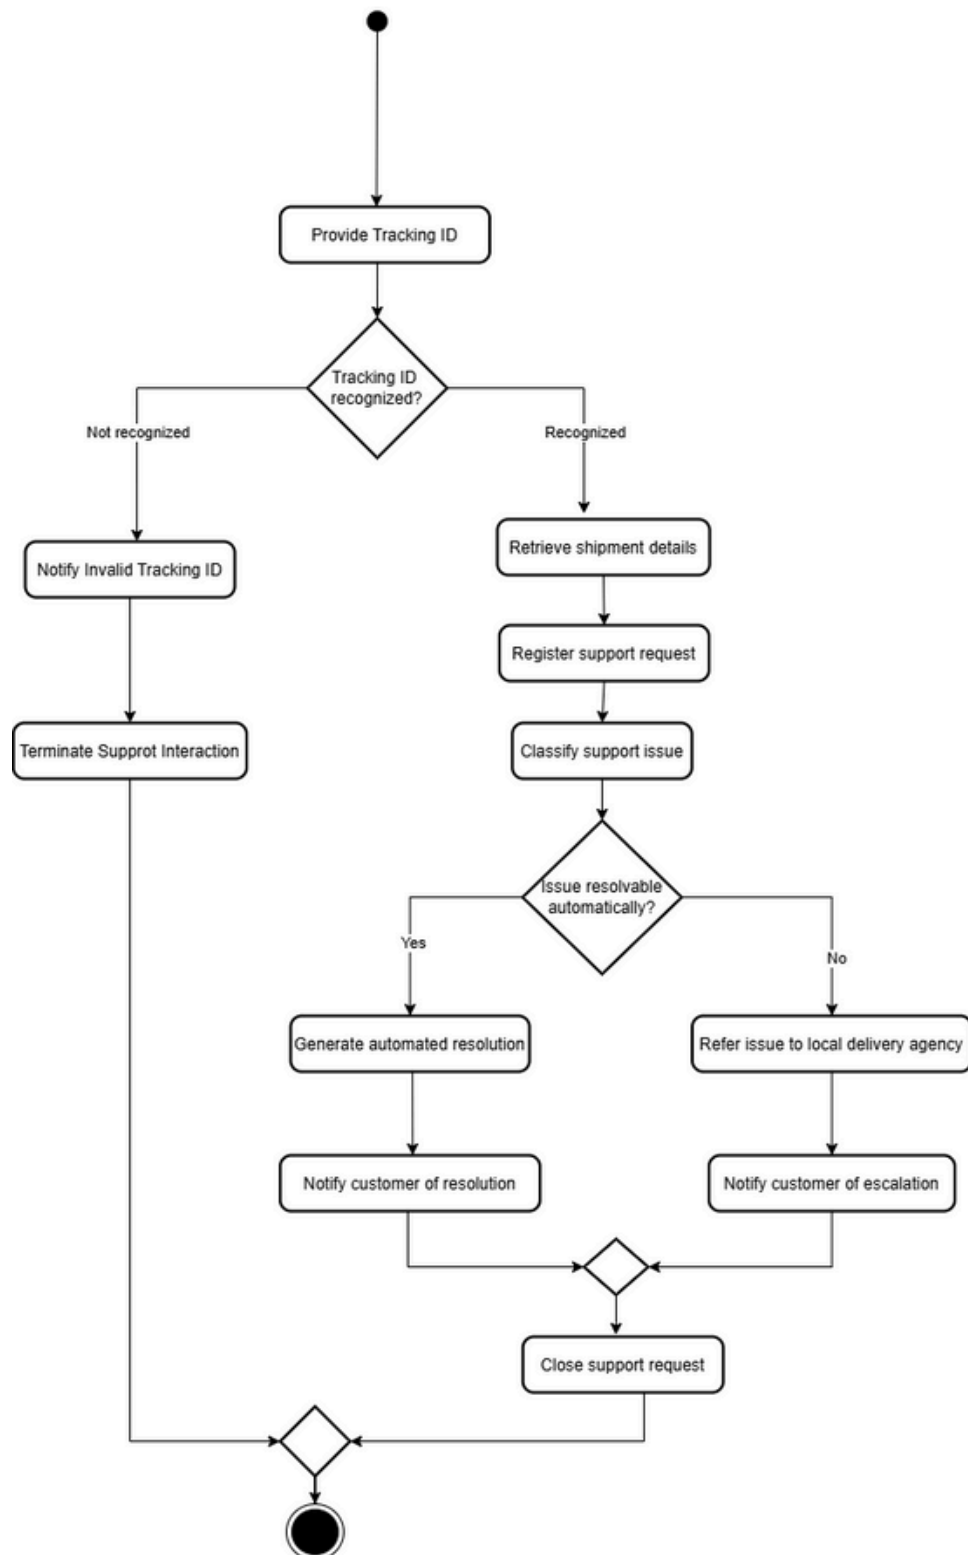 Provide Tracking ID
Tracking ID
recognized?
Not recognized
Recognized
Retrieve shipment details
Notify Invalid Tracking ID
Register support request
Terminate Supprot Interaction
Classify support issue
Issue resolvable
automatically?
Yes
No
Generate automated resolution
Refer issue to local delivery agency
Notify customer of resolution
Notify customer of escalation
Close support request